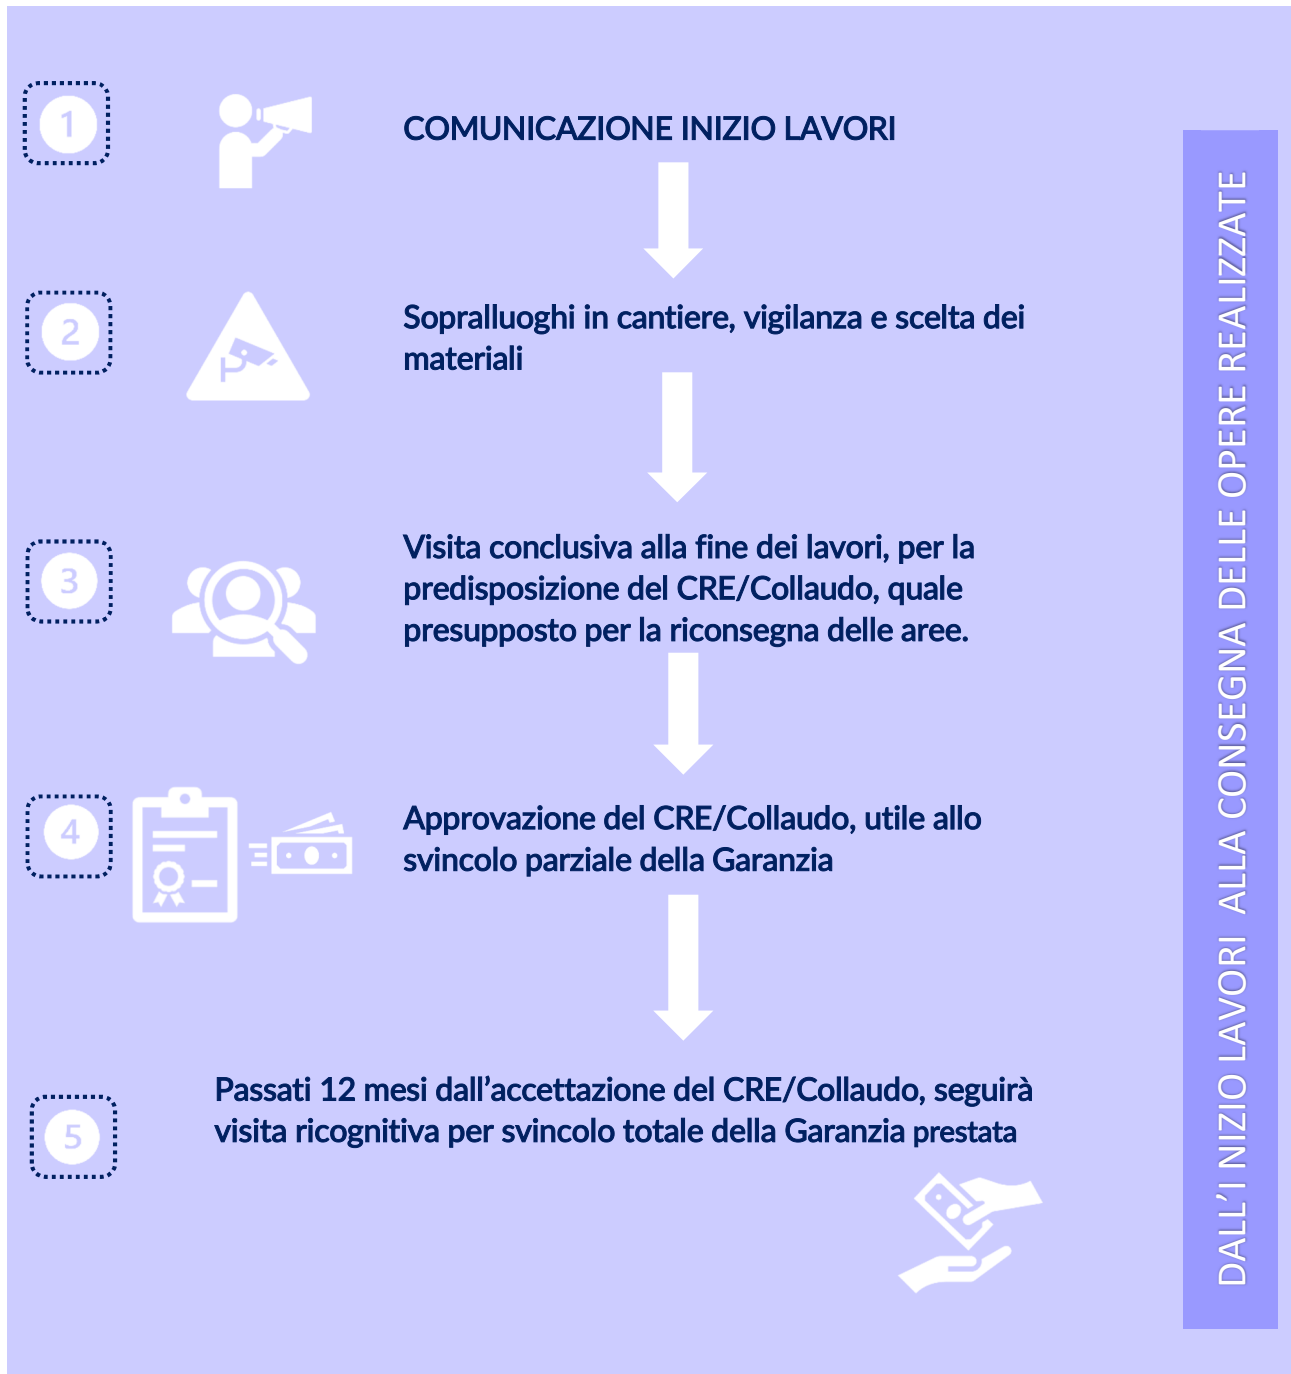 1
COMUNICAZIONE INIZIO LAVORI
2
Sopralluoghi in cantiere, vigilanza e scelta dei
materiali
3
Visita conclusiva alla fine dei lavori, per la
predisposizione del CRE/Collaudo, quale
presupposto per la riconsegna delle aree.
4
Approvazione del CRE/Collaudo, utile allo
svincolo parziale della Garanzia
5
Passati 12 mesi dall’accettazione del CRE/Collaudo, seguirà
visita ricognitiva per svincolo totale della Garanzia prestata
DALL’I NIZIO LAVORI ALLA CONSEGNA DELLE OPERE REALIZZATE